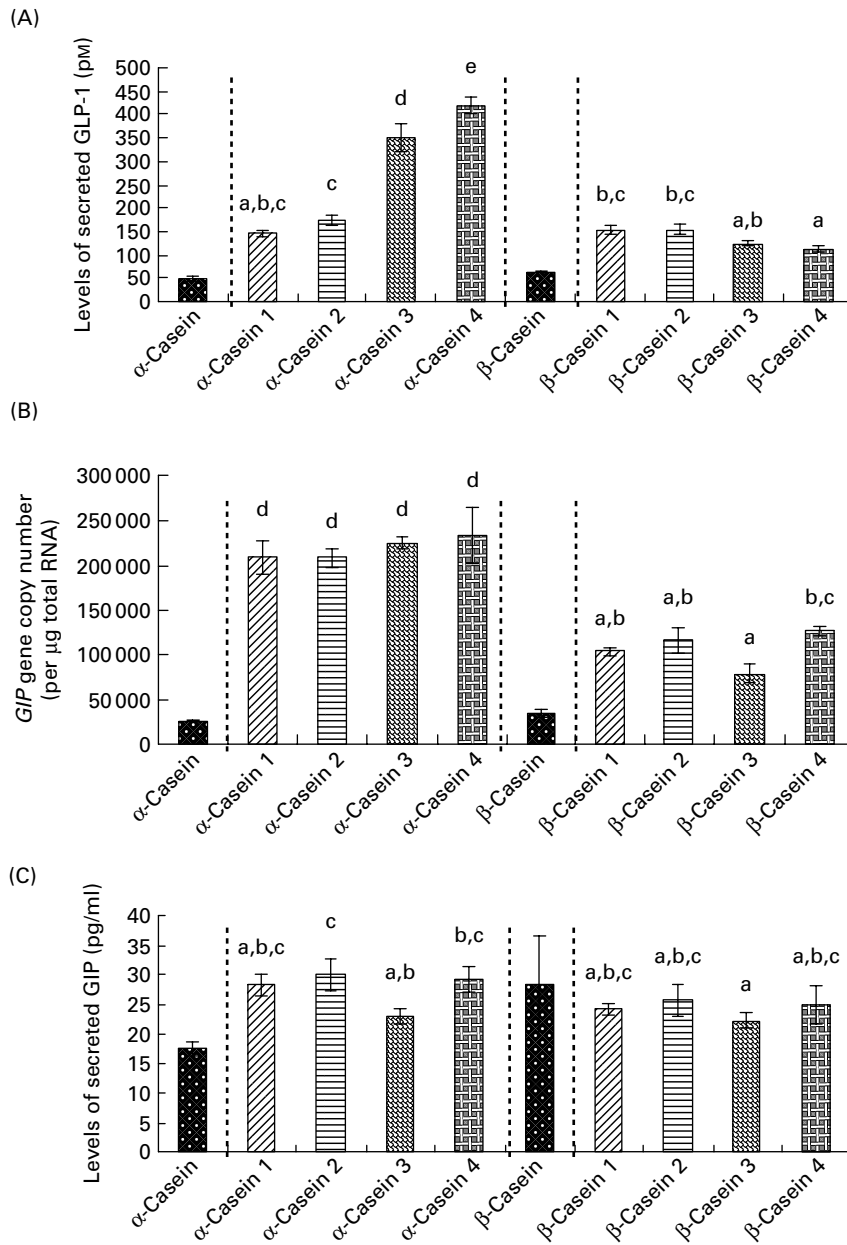 (A)
Levels of secreted GLP-1 (pM)
500
450
400
350
300
250
200
150
100
50
0
a,b,c
c
d
e
b,c
b,c
a,b
a
α-Casein
α-Casein 1
α-Casein 2
α-Casein 3
α-Casein 4
β-Casein
β-Casein 1
β-Casein 2
β-Casein 3
β-Casein 4
(B)
GIP gene copy number
(per μg total RNA)
300 000
250 000
200 000
150 000
100 000
50 000
0
d
d
d
d
a,b
a,b
a
b,c
α-Casein
α-Casein 1
α-Casein 2
α-Casein 3
α-Casein 4
β-Casein
β-Casein 1
β-Casein 2
β-Casein 3
β-Casein 4
(C)
Levels of secreted GIP (pg/ml)
40
35
30
25
20
15
10
5
0
a,b,c
c
a,b
b,c
a,b,c
a,b,c
a
a,b,c
α-Casein
α-Casein 1
α-Casein 2
α-Casein 3
α-Casein 4
β-Casein
β-Casein 1
β-Casein 2
β-Casein 3
β-Casein 4